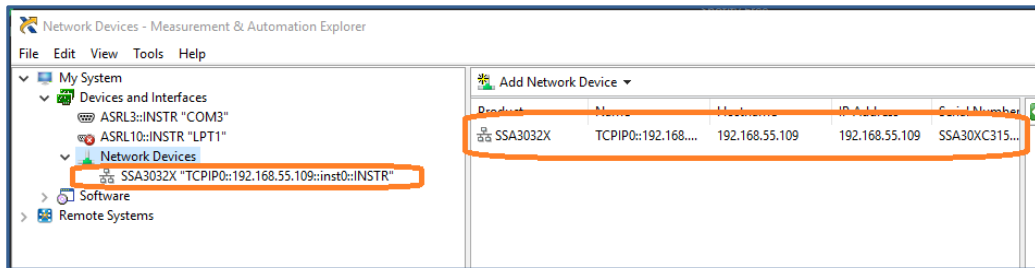 Network Devices - Measurement & Automation Explorer
File Edit View Tools Help
My System
Devices and Interfaces
ASRL3::INSTR "COM3"
ASRL10::INSTR "LPT1"
Network Devices
SSA3032X "TCPIP0::192.168.55.109::inst0::INSTR"
Software
Remote Systems
Add Network Device
Product Name Hostname IP Address Serial Number
SSA3032X TCPIP0::192.168.... 192.168.55.109 192.168.55.109 SSA30XC315...